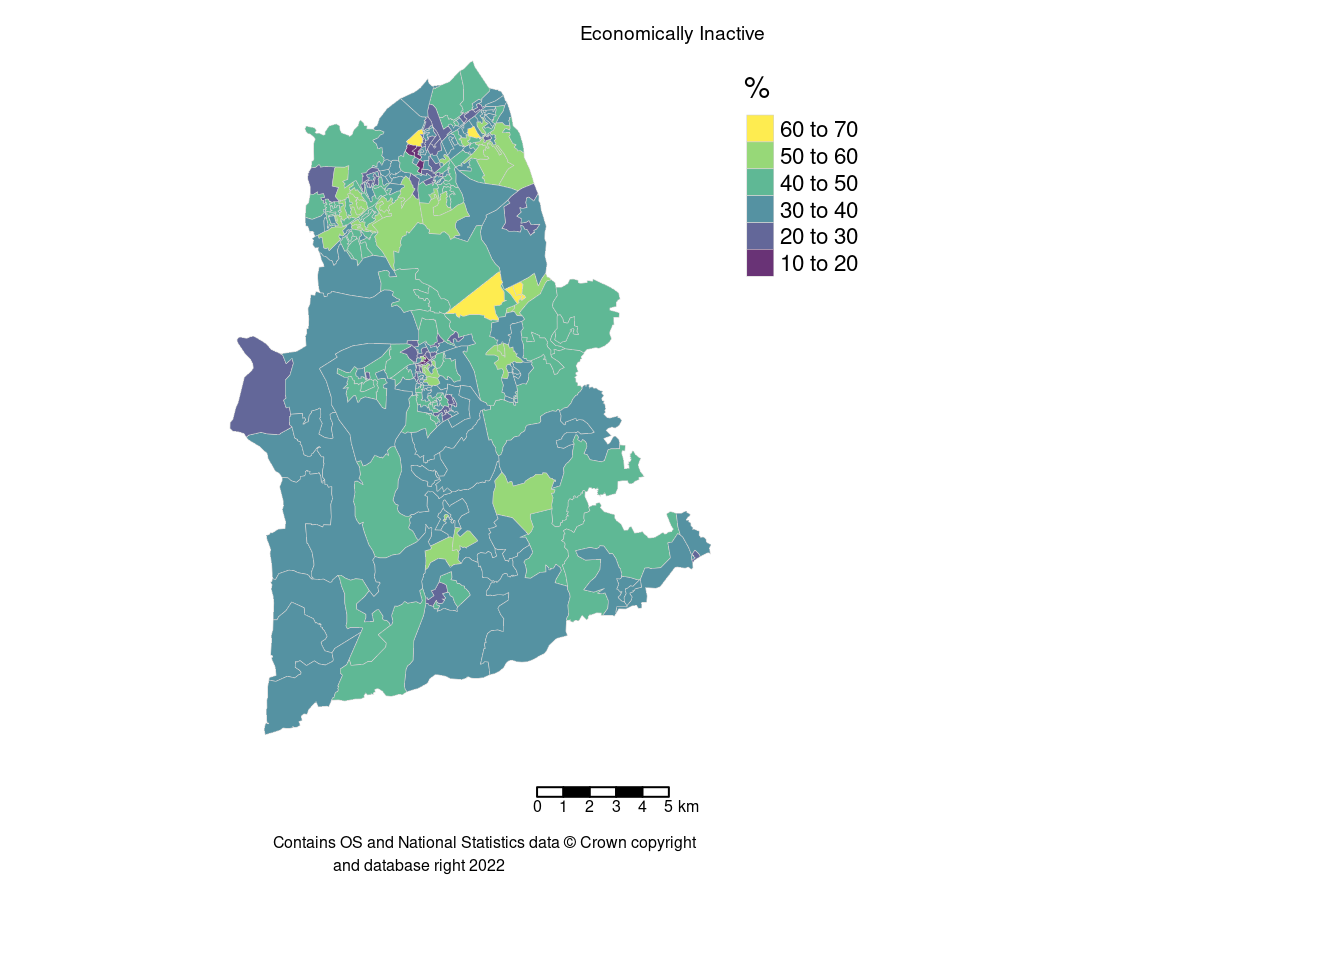 Economically Inactive
%
60 to 70
50 to 60
40 to 50
30 to 40
20 to 30
10 to 20
0 1 2 3 4 5 km
Contains OS and National Statistics data © Crown copyright
and database right 2022